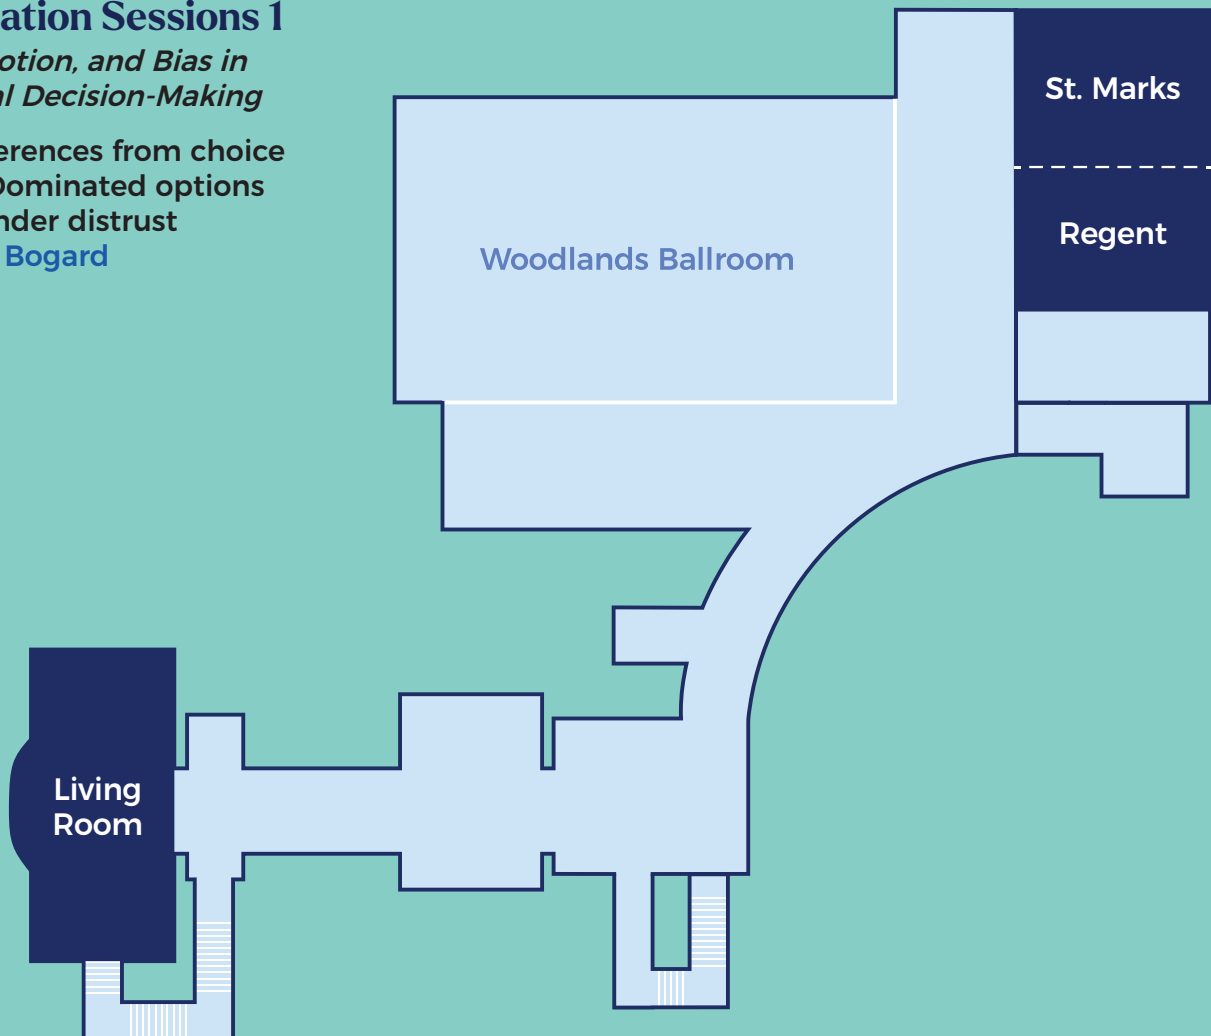 ation Sessions 1
otion, and Bias in
al Decision-Making
erences from choice
Dominated options
nder distrust
Bogard
St. Marks
Regent
Woodlands Ballroom
Living
Room